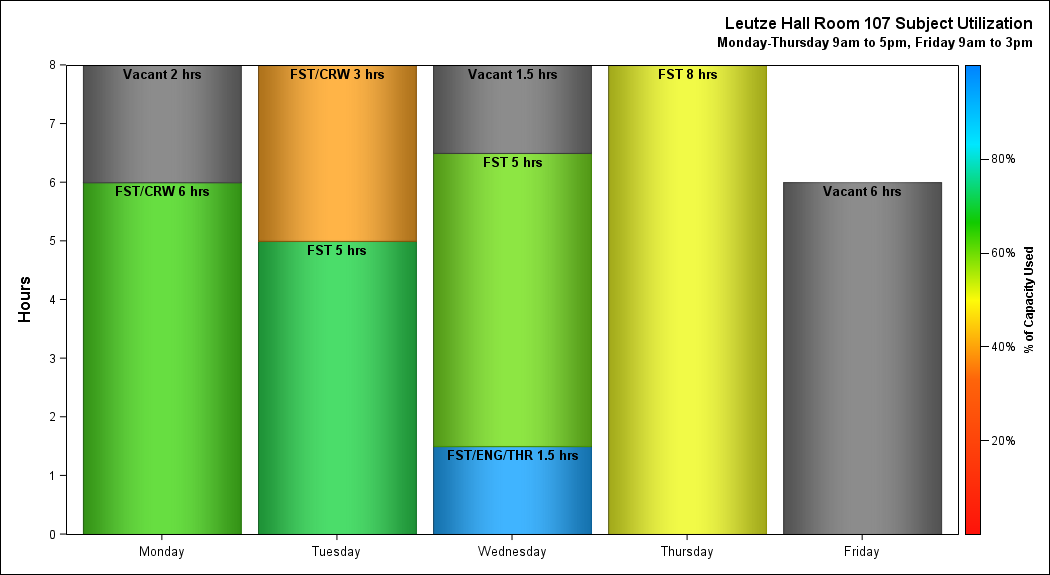 Leutze Hall Room 107 Subject Utilization
Monday-Thursday 9am to 5pm, Friday 9am to 3pm
Hours
8
7
6
5
4
3
2
1
0
Vacant 2 hrs
FST/CRW 6 hrs
FST/CRW 3 hrs
FST 5 hrs
Vacant 1.5 hrs
FST 5 hrs
FST/ENG/THR 1.5 hrs
FST 8 hrs
Vacant 6 hrs
Monday
Tuesday
Wednesday
Thursday
Friday
80%
60%
40%
20%
% of Capacity Used